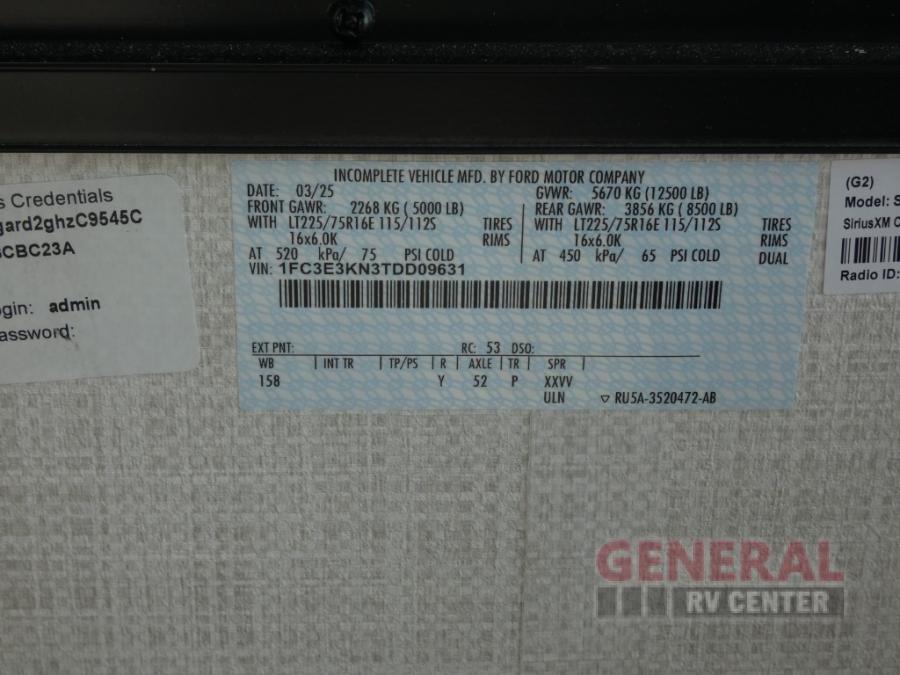 s Credentials
gard2ghzC9545C
CBC23A
ogin: admin
assword:
INCOMPLETE VEHICLE MFD. BY FORD MOTOR COMPANY
DATE: 03/25 GVWR: 5670 KG (12500 LB)
FRONT GAWR: 2268 KG ( 5000 LB) REAR GAWR: 3856 KG ( 8500 LB)
WITH LT225/75R16E 115/112S TIRES WITH LT225/75R16E 115/112S TIRES
16x6.0K RIMS 16x6.0K RIMS
AT 520 kPa/ 75 PSI COLD AT 450 kPa/ 65 PSI COLD DUAL
VIN: 1FC3E3KN3TDD09631
EXT PNT: RC: 53 DSO:
WB INT TR TP/PS R AXLE TR SPR
158 Y 52 P XXVV
ULN ▽ RU5A-3520472-AB
(G2)
Model: S
SiriusXM C
Radio ID:
GENERAL
RV CENTER